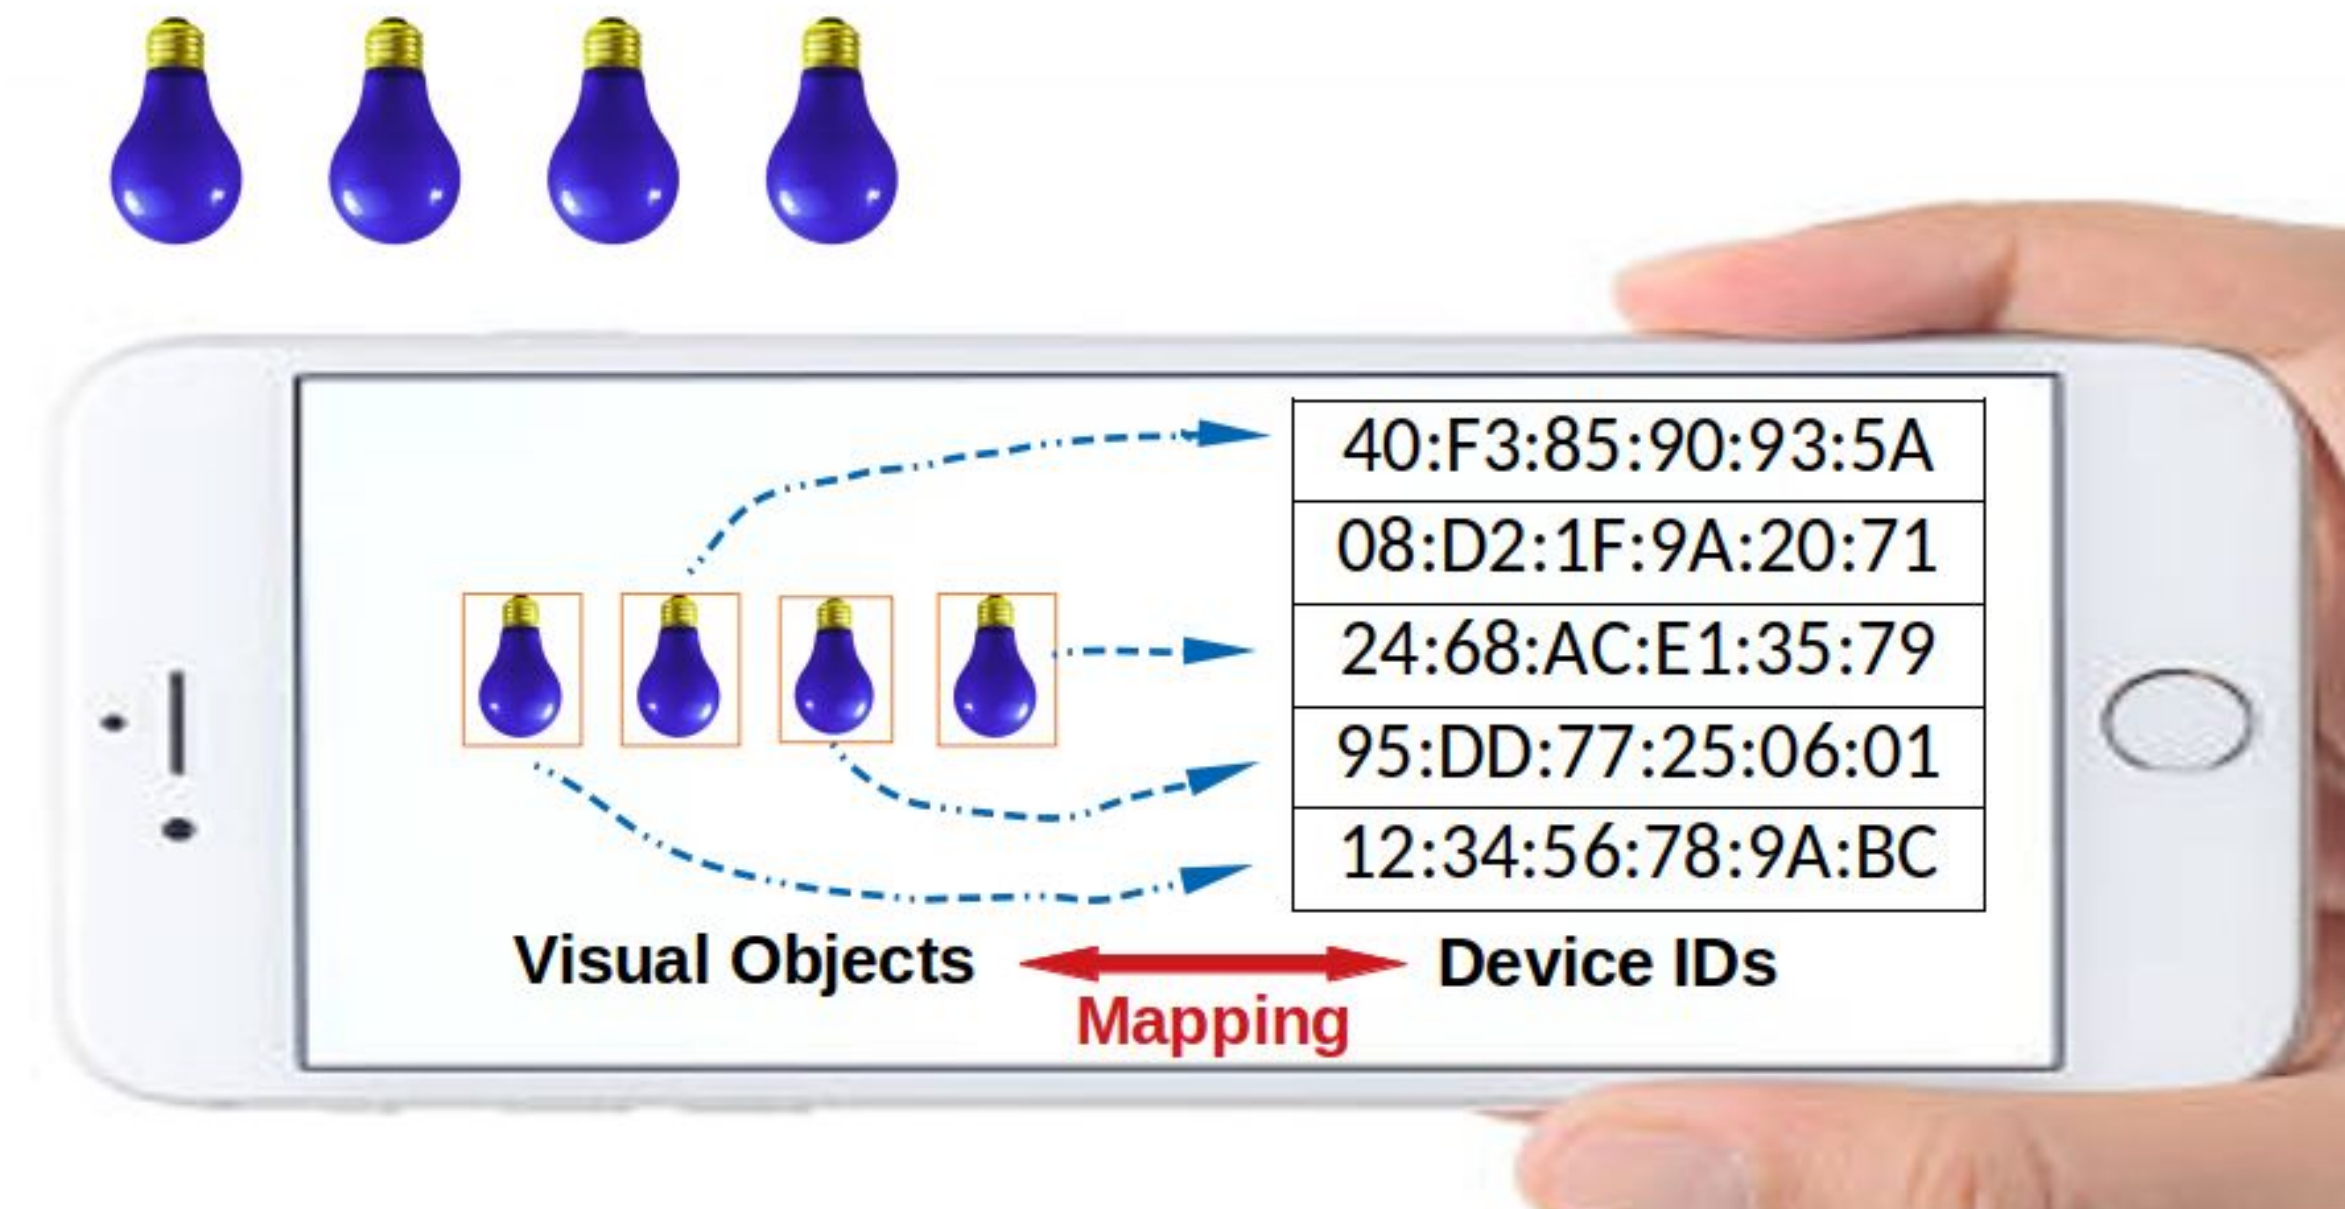 40:F3:85:90:93:5A
08:D2:1F:9A:20:71
24:68:AC:E1:35:79
95:DD:77:25:06:01
12:34:56:78:9A:BC
Visual Objects
Device IDs
Mapping